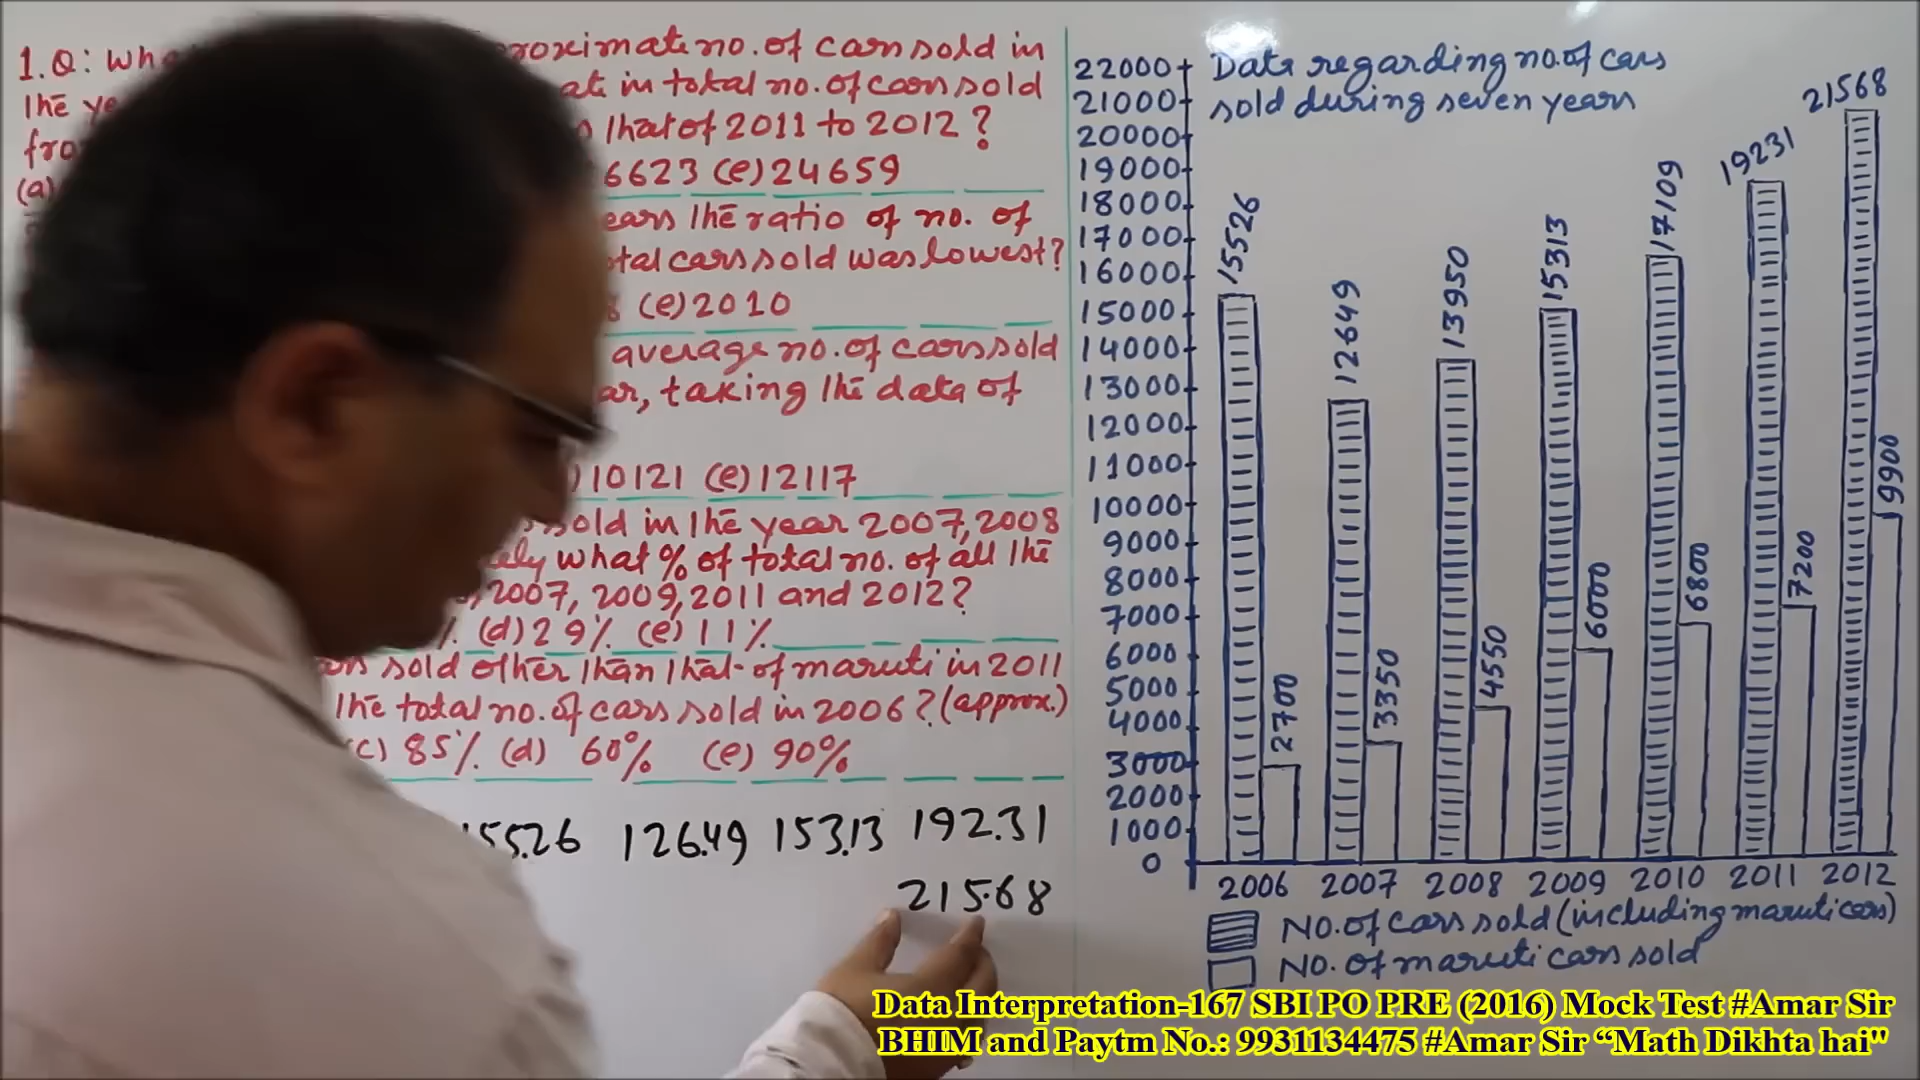 1. Q: Wha roximate no. of cars sold in
the ye ate in total no. of cars sold
fro that of 2011 to 2012 ?
(a) 6623 (e) 24659
ears the ratio of no. of
tal cars sold was lowest?
(e) 2010
average no. of cars sold
ar, taking the data of
) 10121 (e) 12117
sold in the year 2007, 2008
ely what % of total no. of all the
2007, 2009, 2011 and 2012 ?
% (d) 29% (e) 11%
sold other than that of maruti in 2011
the total no. of cars sold in 2006 ? (approx.)
(c) 85% (d) 60% (e) 90%
55.26 126.49 153.13 192.31
215.68
Data regarding no. of cars
sold during seven years
22000
21000
20000
19000
18000
17000
16000
15000
14000
13000
12000
11000
10000
9000
8000
7000
6000
5000
4000
3000
2000
1000
0
15526
2700
12649
3350
13950
4550
15313
6000
17109
6800
19231
7200
21568
9900
2006 2007 2008 2009 2010 2011 2012
NO. of cars sold (including maruti cars)
NO. of maruti cars sold
Data Interpretation-167 SBI PO PRE (2016) Mock Test #Amar Sir
BHIM and Paytm No.: 9931134475 #Amar Sir “Math Dikhta hai"